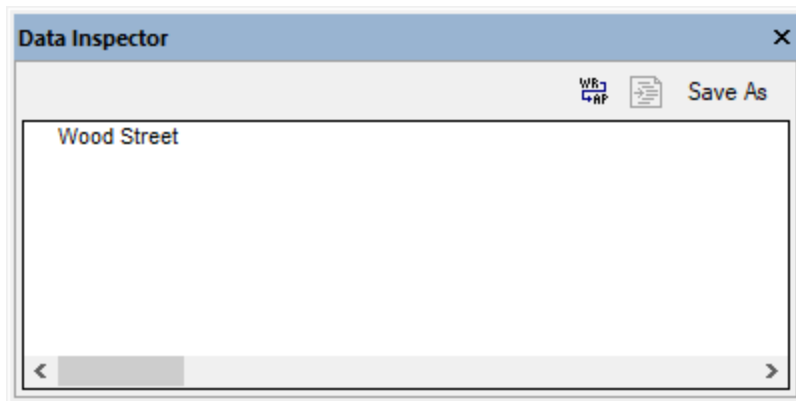 Data Inspector
WR
AP
Save As
Wood Street